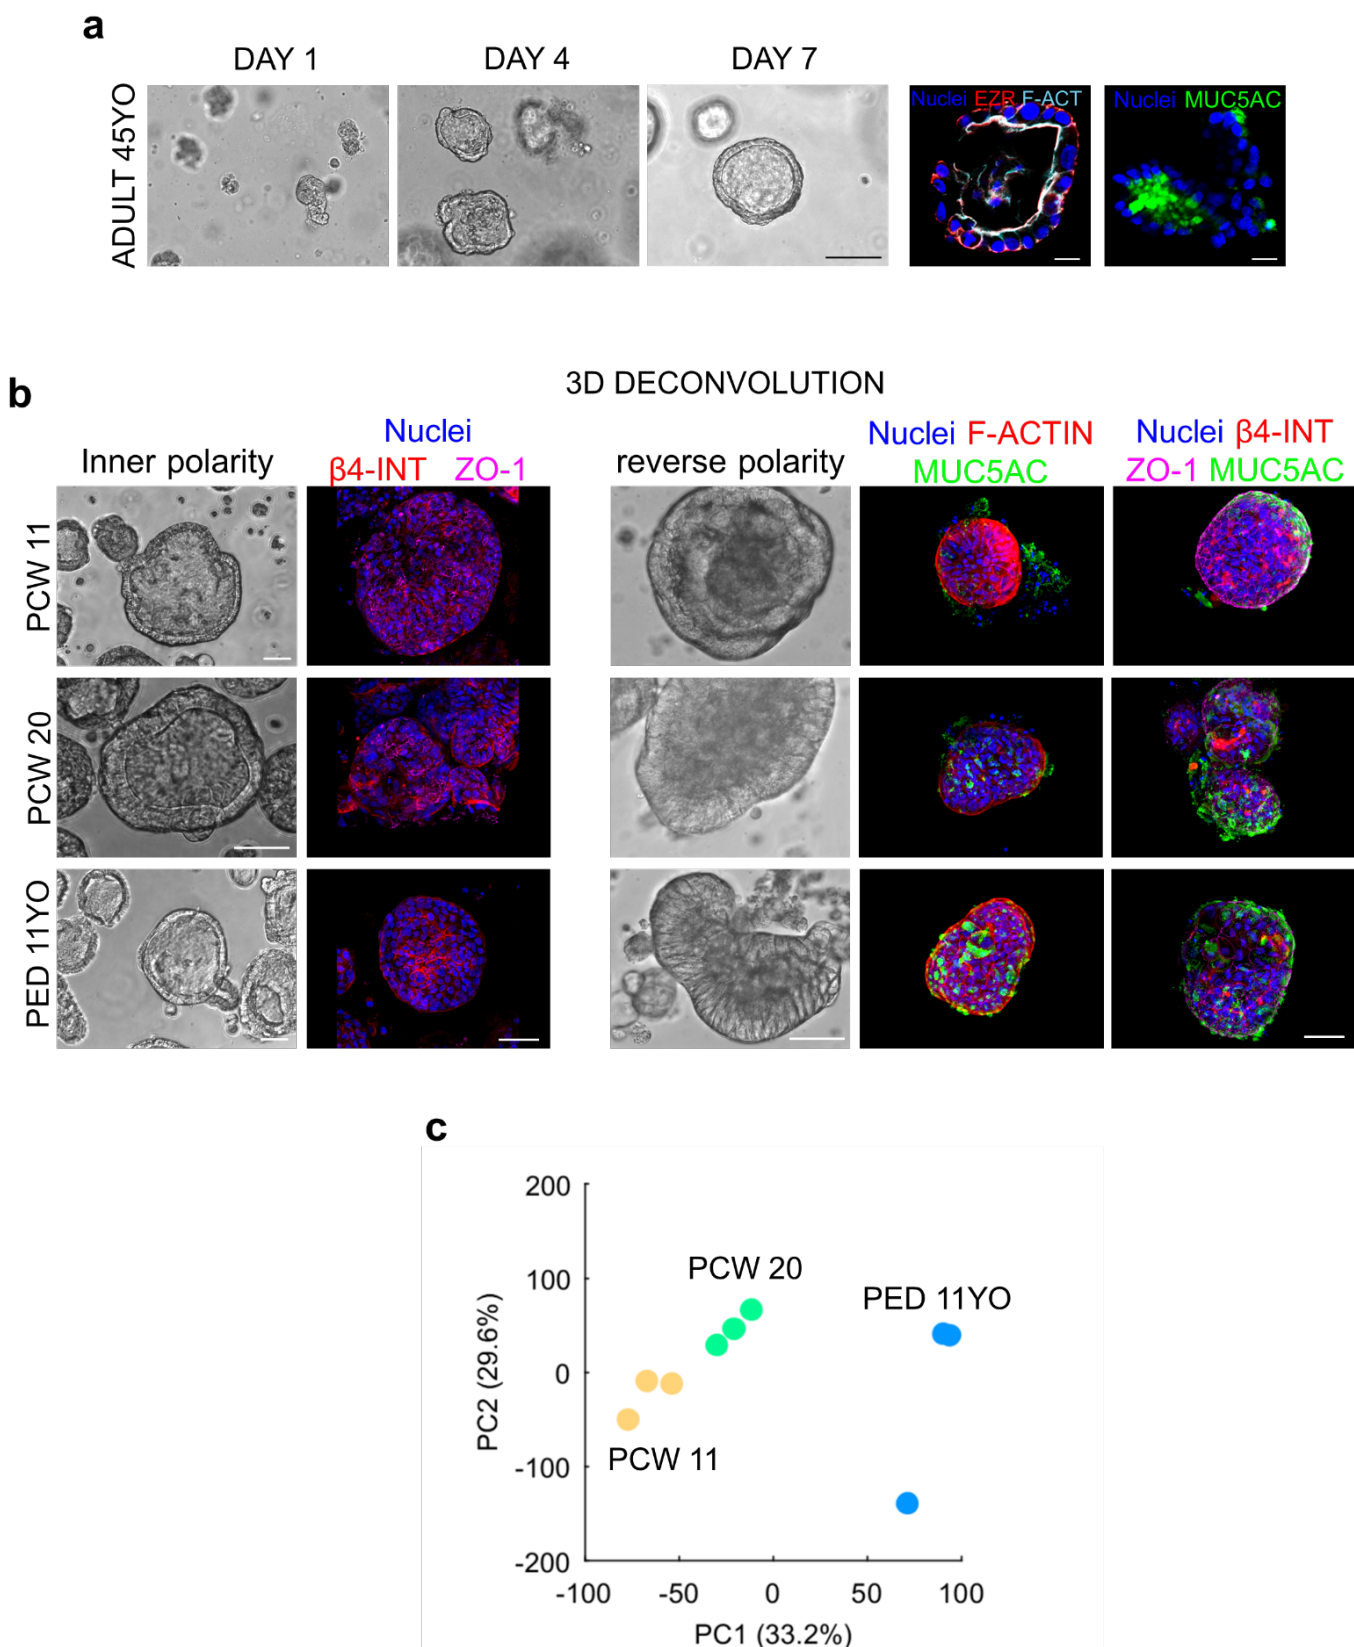 a
DAY 1
DAY 4
DAY 7
ADULT 45YO
Nuclei EZR F-ACT
Nuclei MUC5AC
b
3D DECONVOLUTION
Inner polarity
Nuclei
β4-INT ZO-1
reverse polarity
Nuclei F-ACTIN
MUC5AC
Nuclei β4-INT
ZO-1 MUC5AC
PCW 11
PCW 20
PED 11YO
c
200
100
0
-100
-200
PC2 (29.6%)
PCW 20
PED 11YO
PCW 11
-100
-50
0
50
100
PC1 (33.2%)